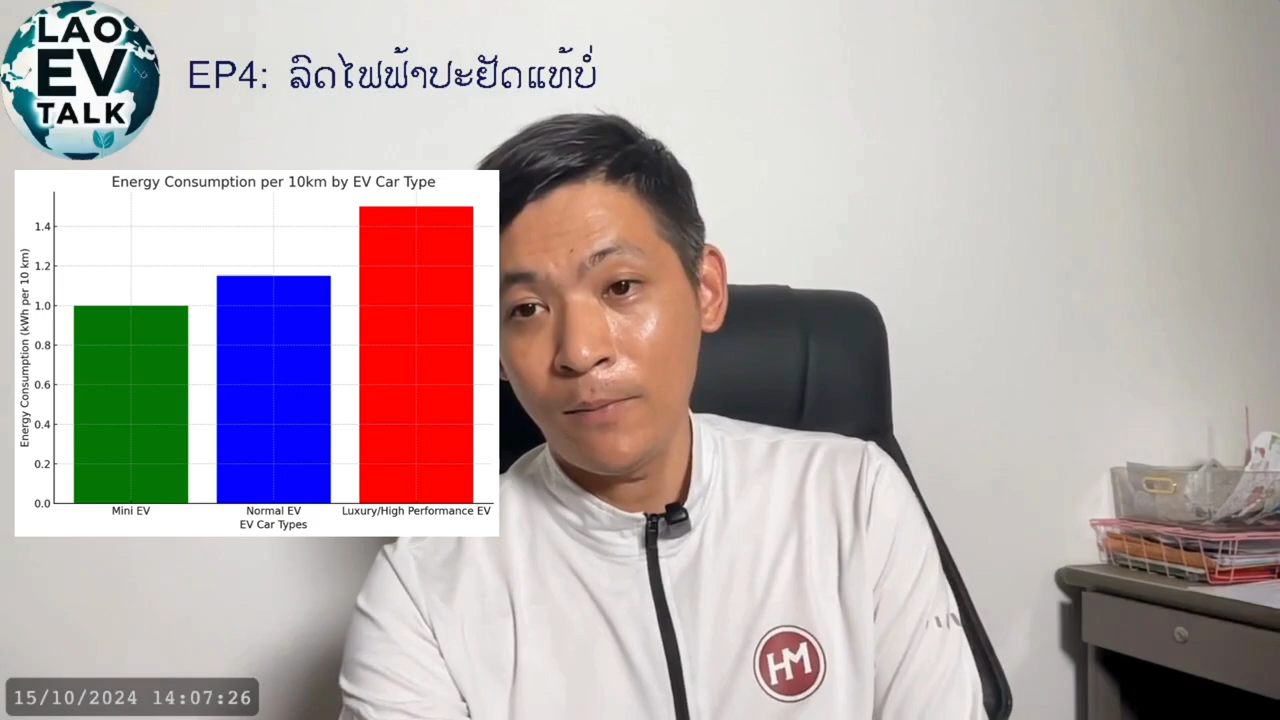 LAO
EV
TALK
EP4: ລົດໄຟຟ້າປະຢັດແທ້ບໍ່
Energy Consumption per 10km by EV Car Type
Energy Consumption (kWh per 10 km)
1.4
1.2
1.0
0.8
0.6
0.4
0.2
0.0
Mini EV
Normal EV
Luxury/High Performance EV
EV Car Types
HM
15/10/2024 14:07:26